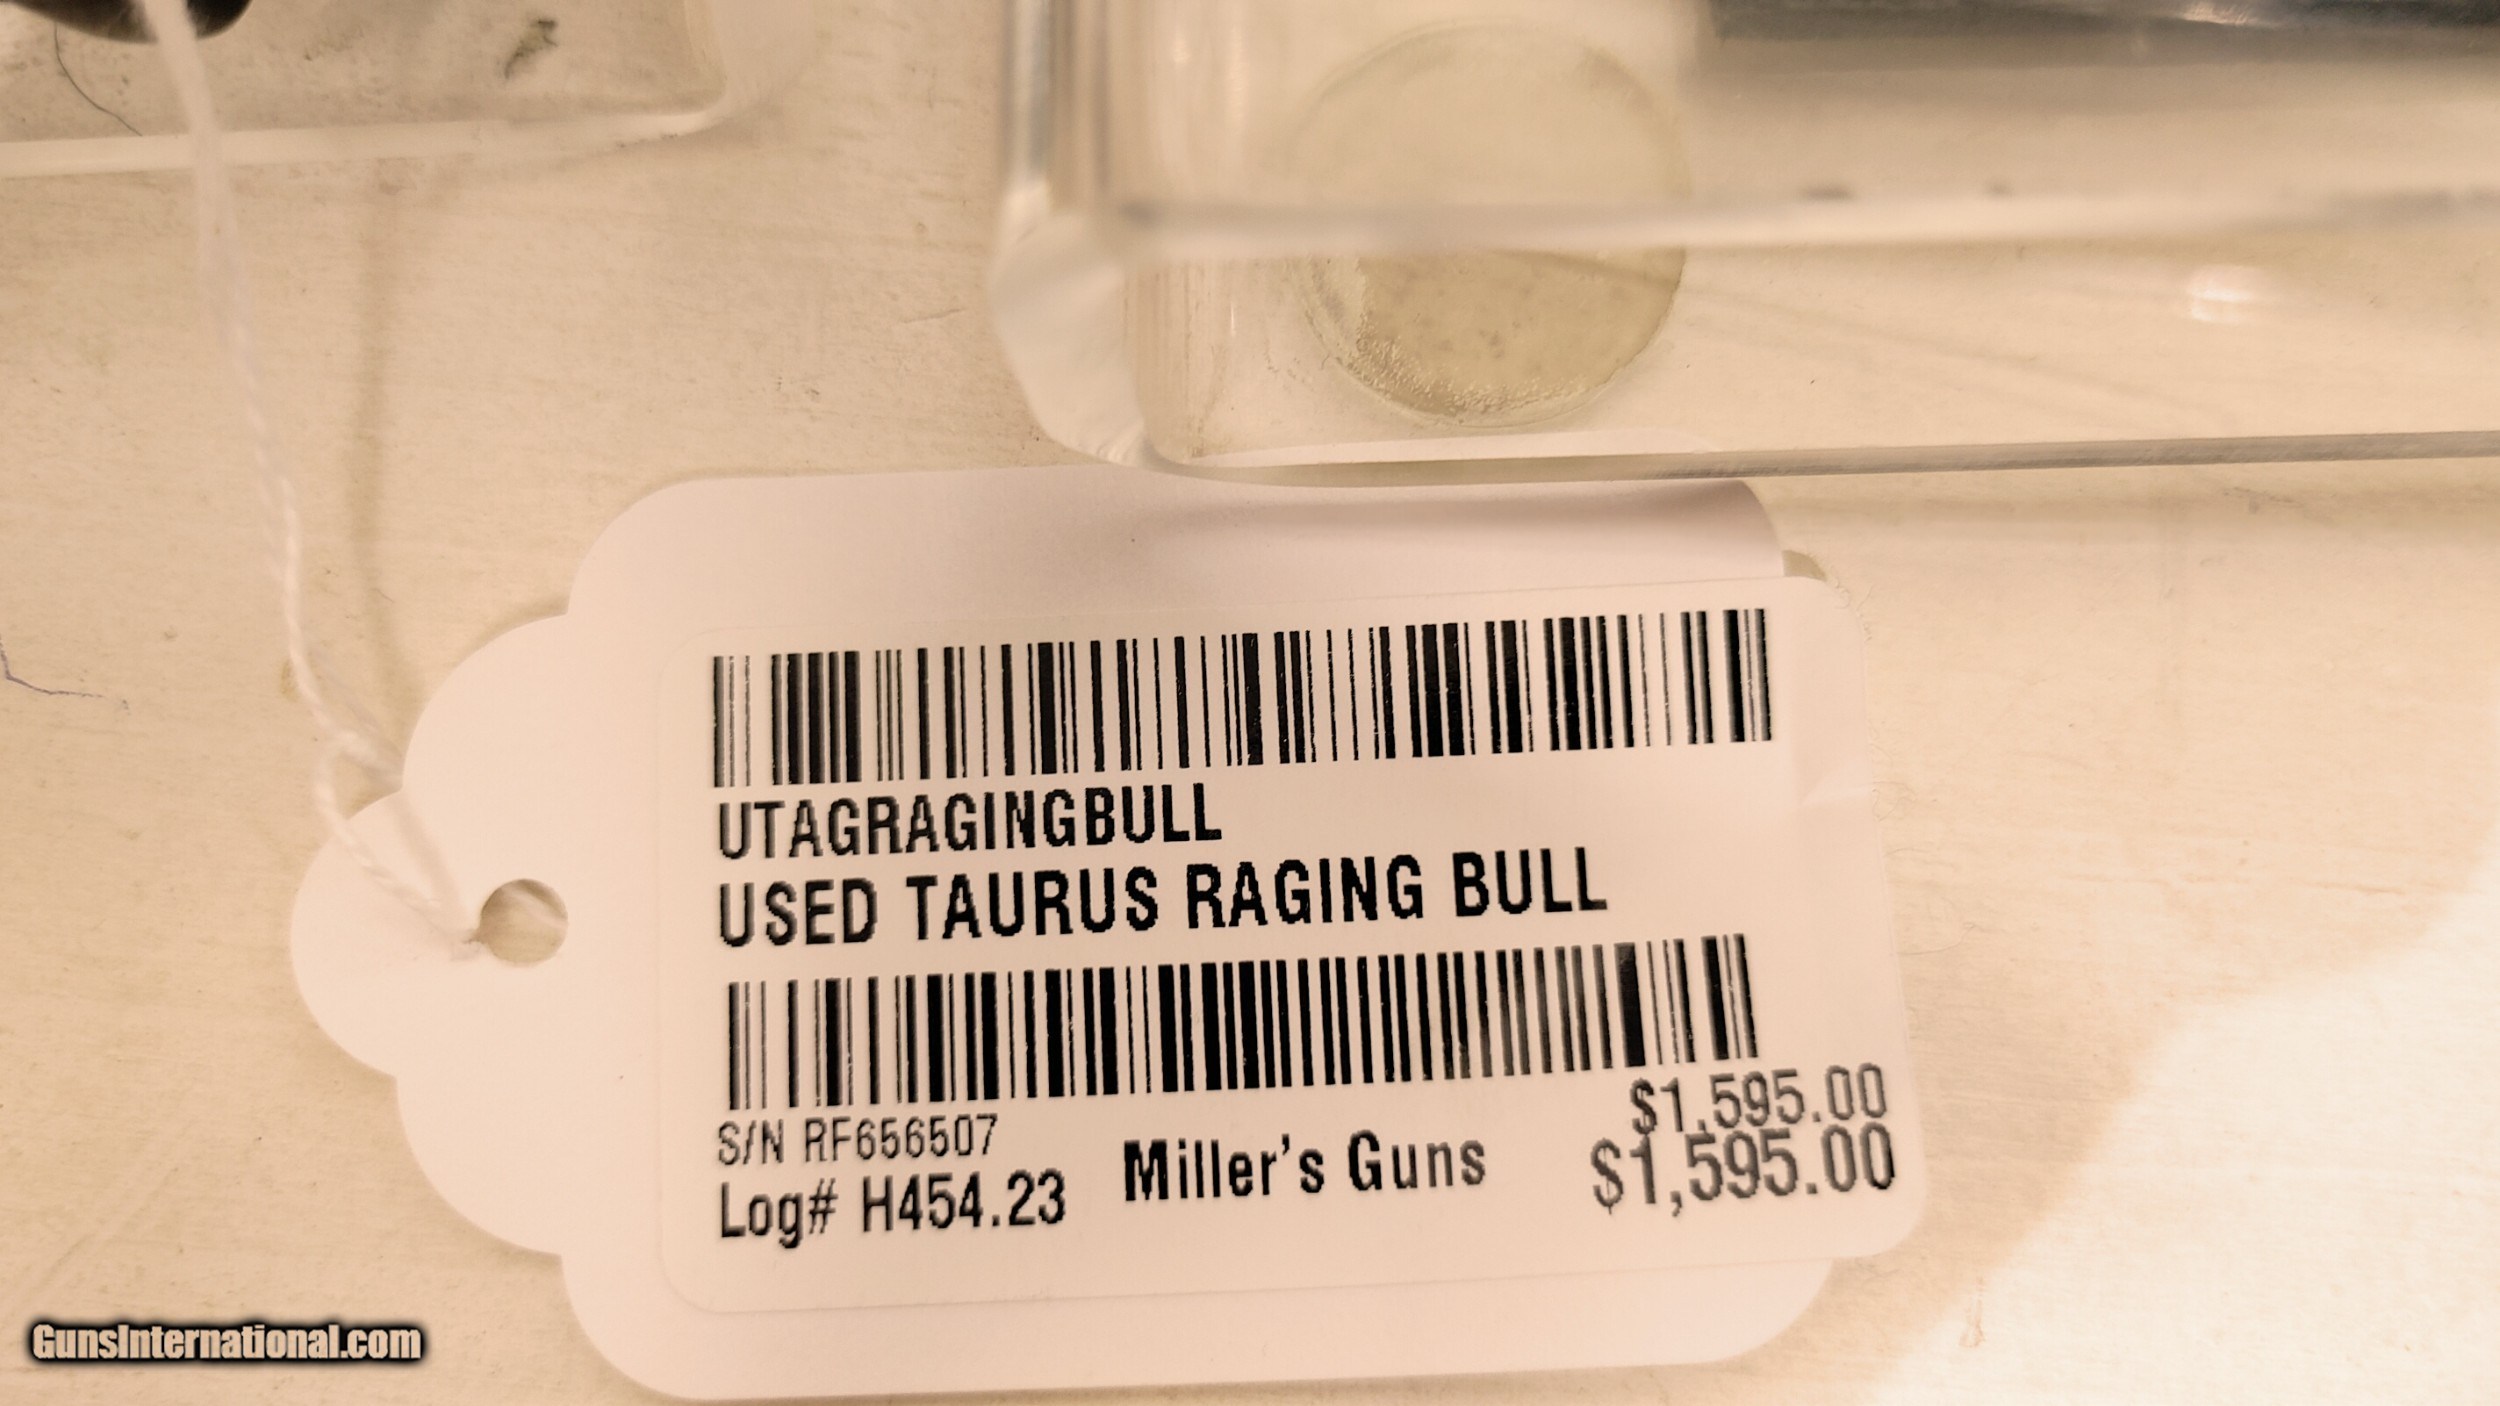 UTAGRAGINGBULL
USED TAURUS RAGING BULL
$1,595.00
S/N RF656507
Miller's Guns
$1,595.00
Log# H454.23
GunsInternational.com